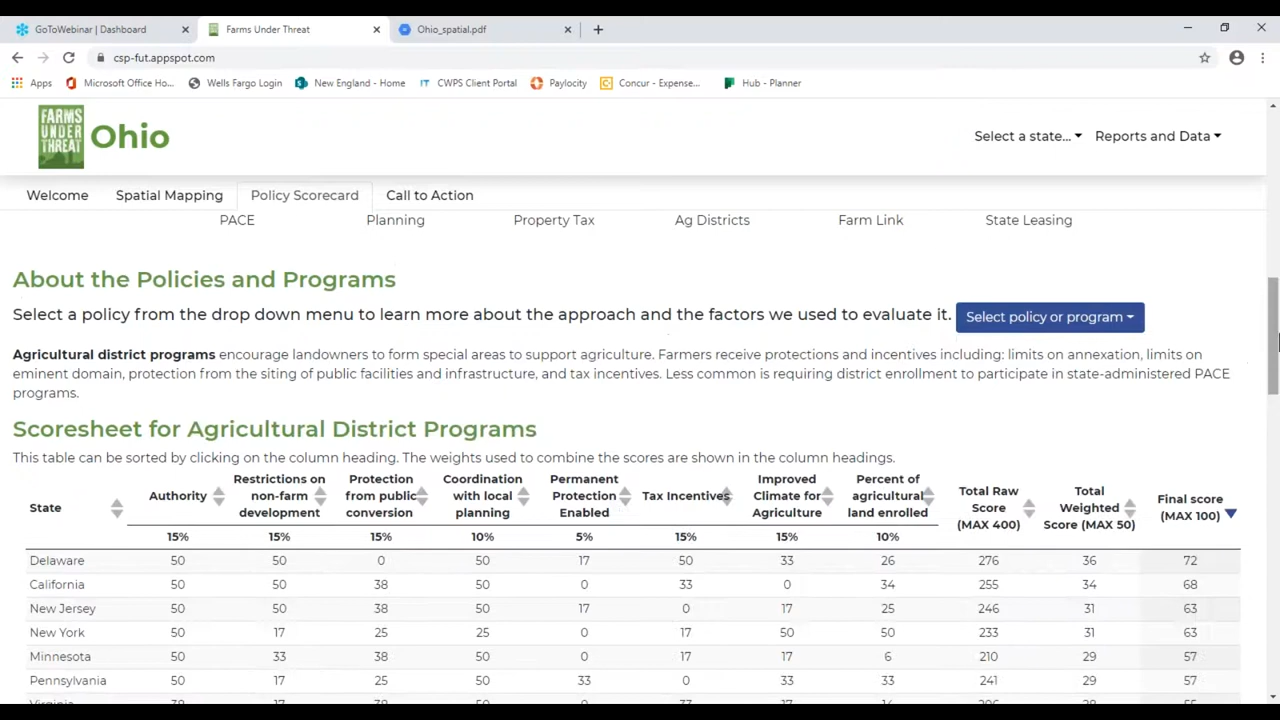 GoToWebinar | Dashboard
Farms Under Threat
Ohio_spatial.pdf
csp-fut.appspot.com
Apps
Microsoft Office Ho...
Wells Fargo Login
New England - Home
CWPS Client Portal
Paylocity
Concur - Expense...
Hub - Planner
FARMS
UNDER
THREAT
Ohio
Select a state...
Reports and Data
Welcome
Spatial Mapping
Policy Scorecard
Call to Action
PACE
Planning
Property Tax
Ag Districts
Farm Link
State Leasing
About the Policies and Programs
Select a policy from the drop down menu to learn more about the approach and the factors we used to evaluate it.
Select policy or program
Agricultural district programs encourage landowners to form special areas to support agriculture. Farmers receive protections and incentives including: limits on annexation, limits on
eminent domain, protection from the siting of public facilities and infrastructure, and tax incentives. Less common is requiring district enrollment to participate in state-administered PACE
programs.
Scoresheet for Agricultural District Programs
This table can be sorted by clicking on the column heading. The weights used to combine the scores are shown in the column headings.
State
Authority
Restrictions on
non-farm
development
Protection
from public
conversion
Coordination
with local
planning
Permanent
Protection
Enabled
Tax Incentives
Improved
Climate for
Agriculture
Percent of
agricultural
land enrolled
Total Raw
Score
(MAX 400)
Total
Weighted
Score (MAX 50)
Final score
(MAX 100)
15% 15% 15% 10% 5% 15% 15% 10%
Delaware 50 50 0 50 17 50 33 26 276 36 72
California 50 50 38 50 0 33 0 34 255 34 68
New Jersey 50 50 38 50 17 0 17 25 246 31 63
New York 50 17 25 25 0 17 50 50 233 31 63
Minnesota 50 33 38 50 0 17 17 6 210 29 57
Pennsylvania 50 17 25 50 33 0 33 33 241 29 57
Virginia 38 17 38 50 0 33 17 14